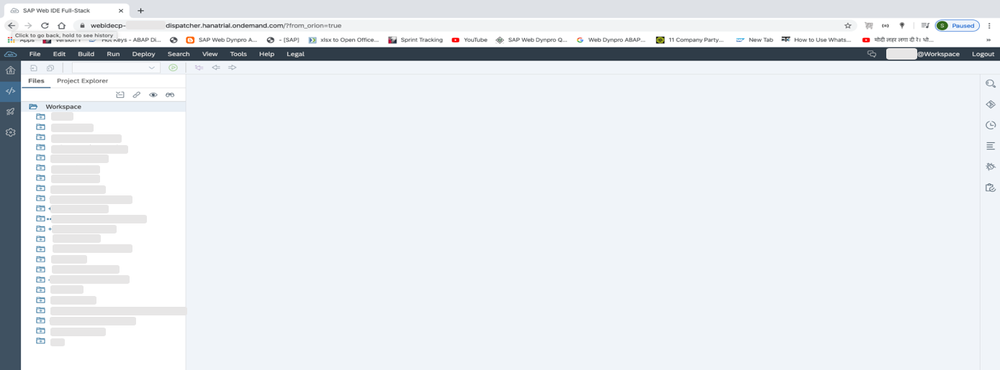 SAP Web IDE Full-Stack
webidecp-
dispatcher.hanatrial.ondemand.com/?from_orion=true
Paused
S
Click to go back, hold to see history
Apps
Version 1
Hot Keys - ABAP Di...
SAP Web Dynpro A...
- [SAP]
xlsx to Open Office...
Sprint Tracking
YouTube
SAP Web Dynpro Q...
Web Dynpro ABAP...
11 Company Party...
New Tab
How to Use Whats...
मोदी लहर लगा दी रे। धो...
File Edit Build Run Deploy Search View Tools Help Legal
@Workspace Logout
Files Project Explorer
Workspace